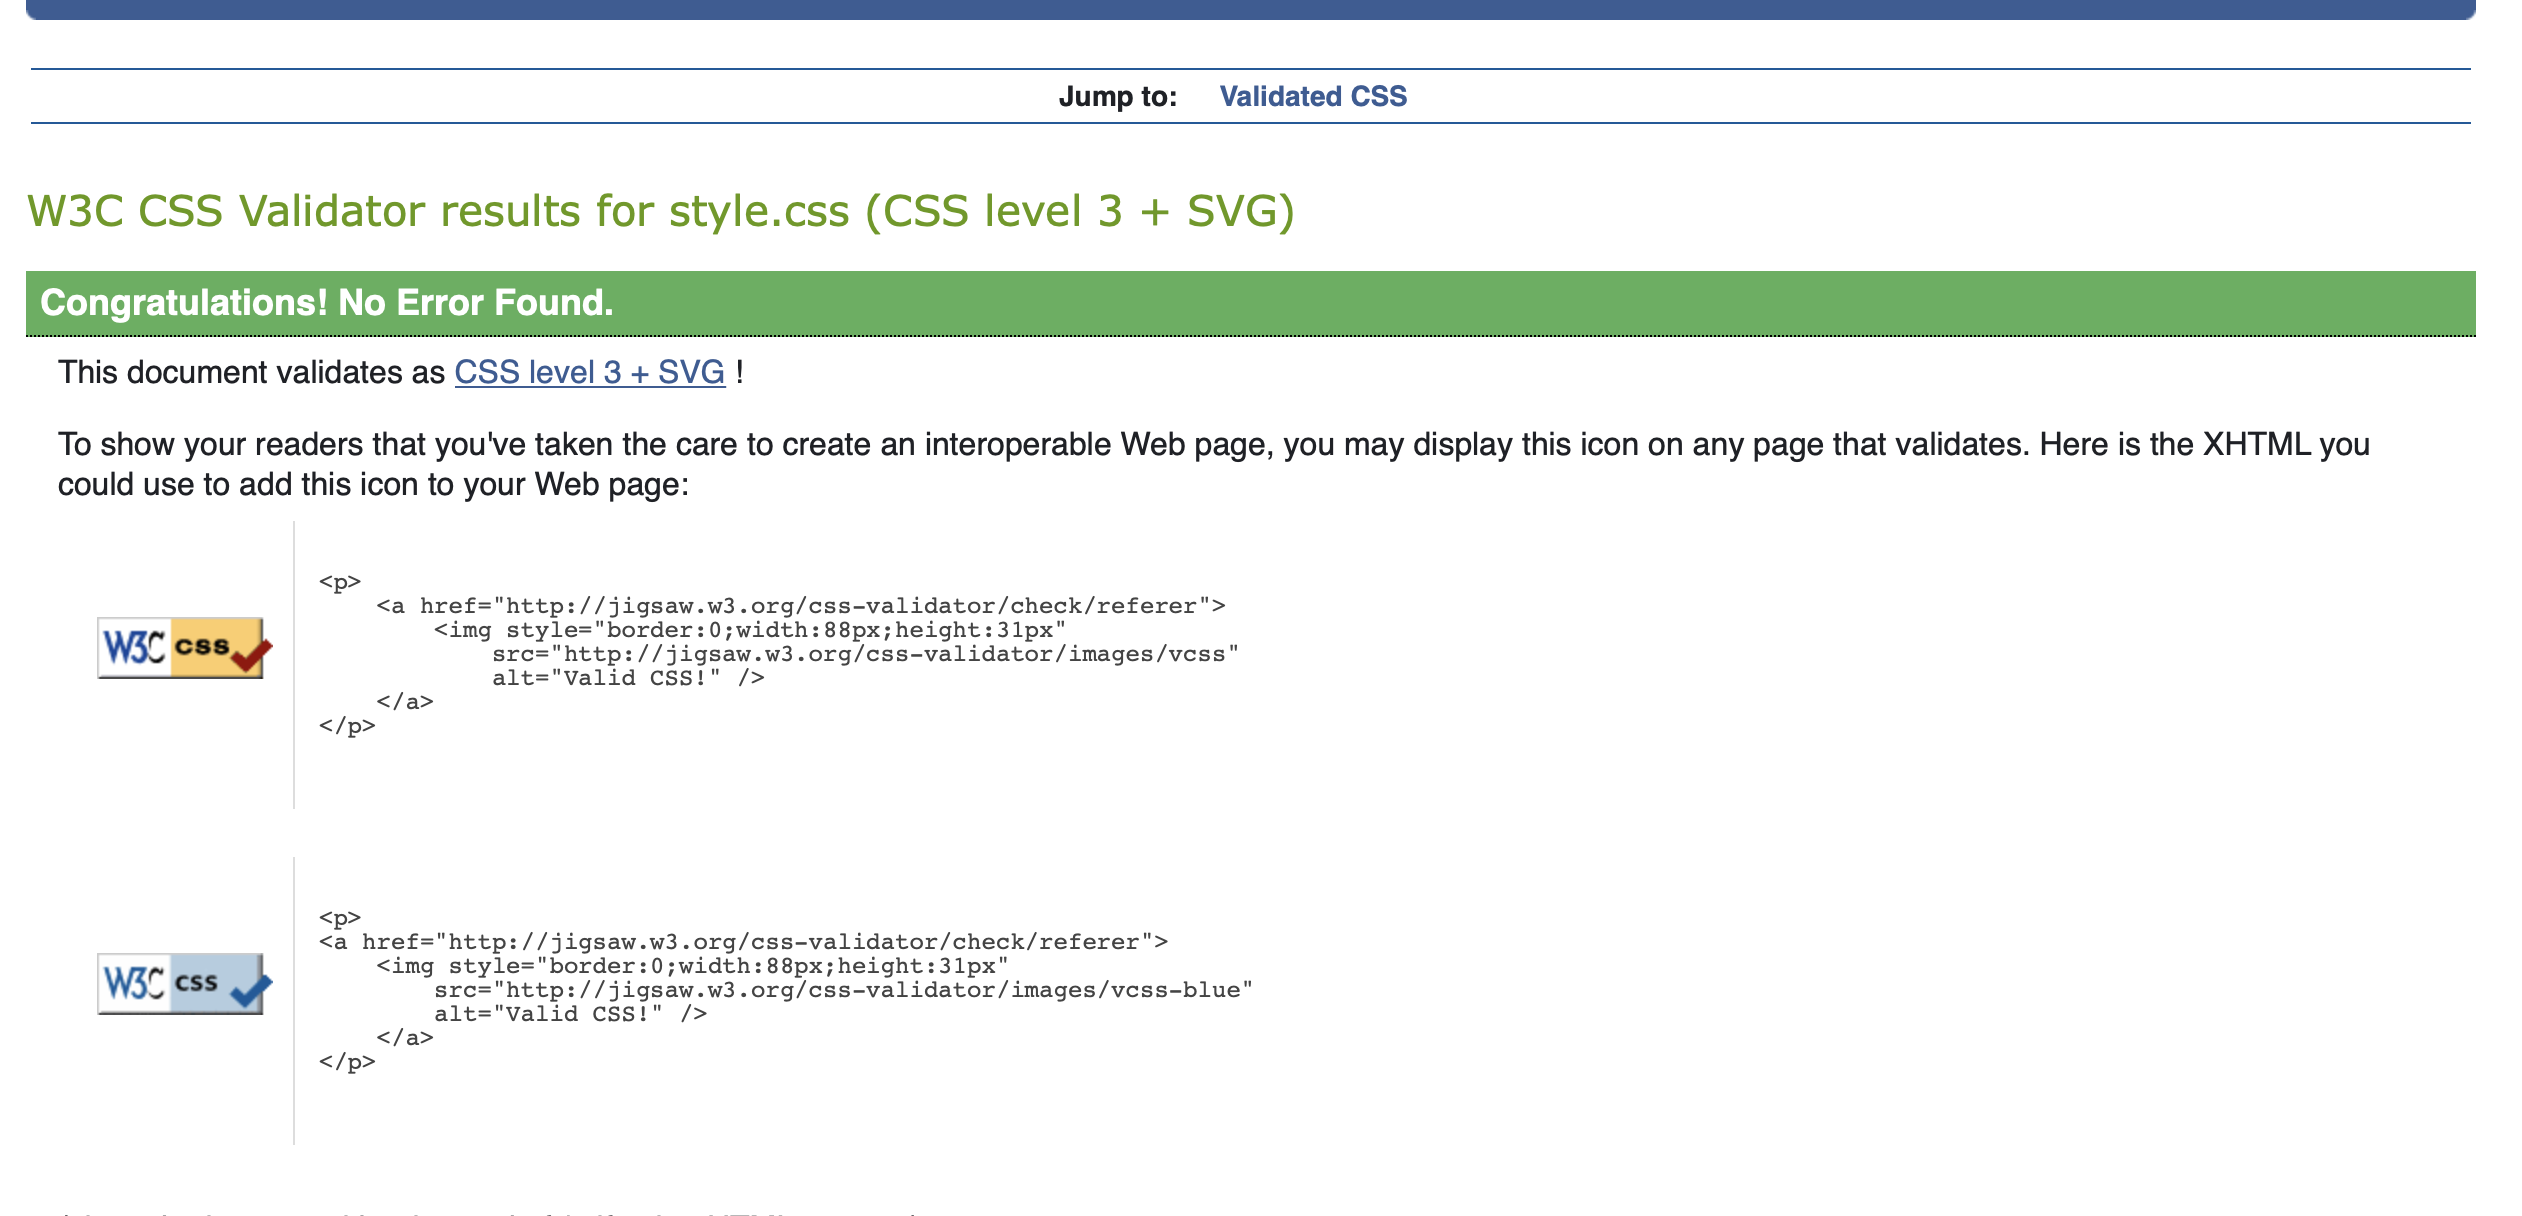 Jump to: Validated CSS
W3C CSS Validator results for style.css (CSS level 3 + SVG)
Congratulations! No Error Found.
This document validates as CSS level 3 + SVG !
To show your readers that you've taken the care to create an interoperable Web page, you may display this icon on any page that validates. Here is the XHTML you
could use to add this icon to your Web page:
W3C css
<p>
    <a href="http://jigsaw.w3.org/css-validator/check/referer">
        <img style="border:0;width:88px;height:31px"
            src="http://jigsaw.w3.org/css-validator/images/vcss"
            alt="Valid CSS!" />
    </a>
</p>
W3C css
<p>
<a href="http://jigsaw.w3.org/css-validator/check/referer">
    <img style="border:0;width:88px;height:31px"
        src="http://jigsaw.w3.org/css-validator/images/vcss-blue"
        alt="Valid CSS!" />
    </a>
</p>